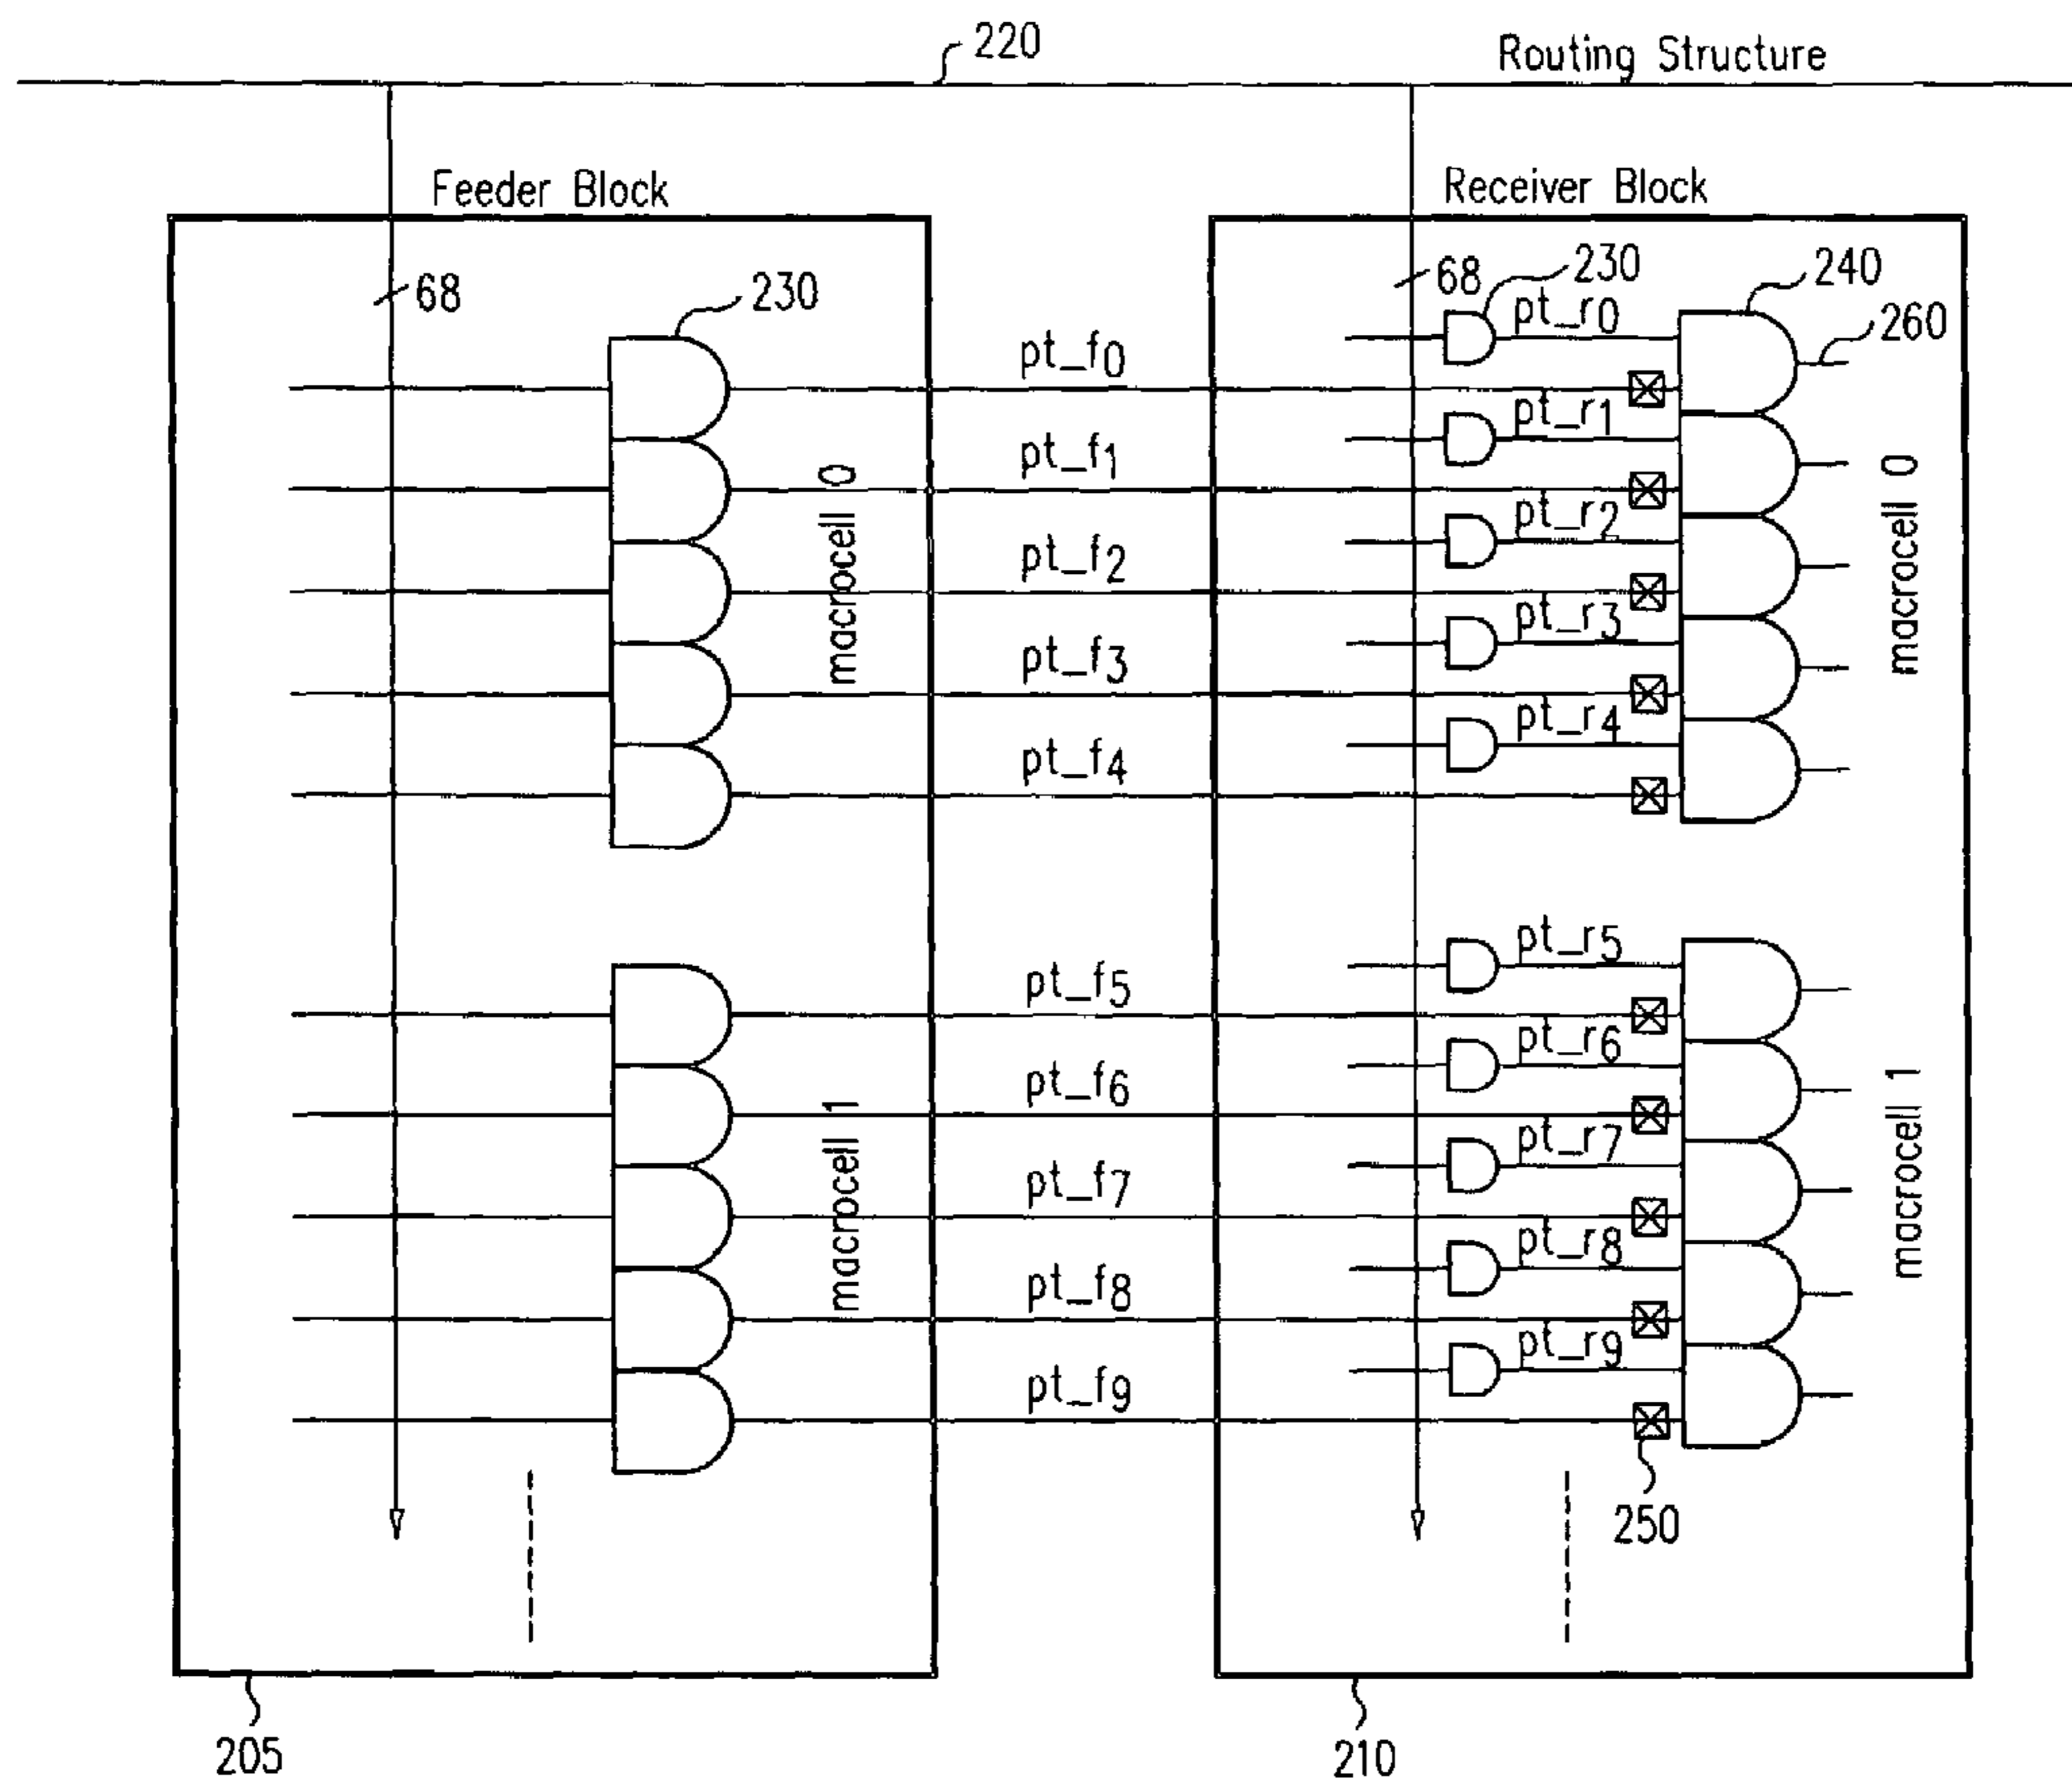 220
Routing Structure
Feeder Block
Receiver Block
68
230
macrocell 0
macrocell 1
pt_f0
pt_f1
pt_f2
pt_f3
pt_f4
pt_f5
pt_f6
pt_f7
pt_f8
pt_f9
68
230
240
260
pt_r0
pt_r1
pt_r2
pt_r3
pt_r4
pt_r5
pt_r6
pt_r7
pt_r8
pt_r9
macrocell 0
macrocell 1
250
205
210